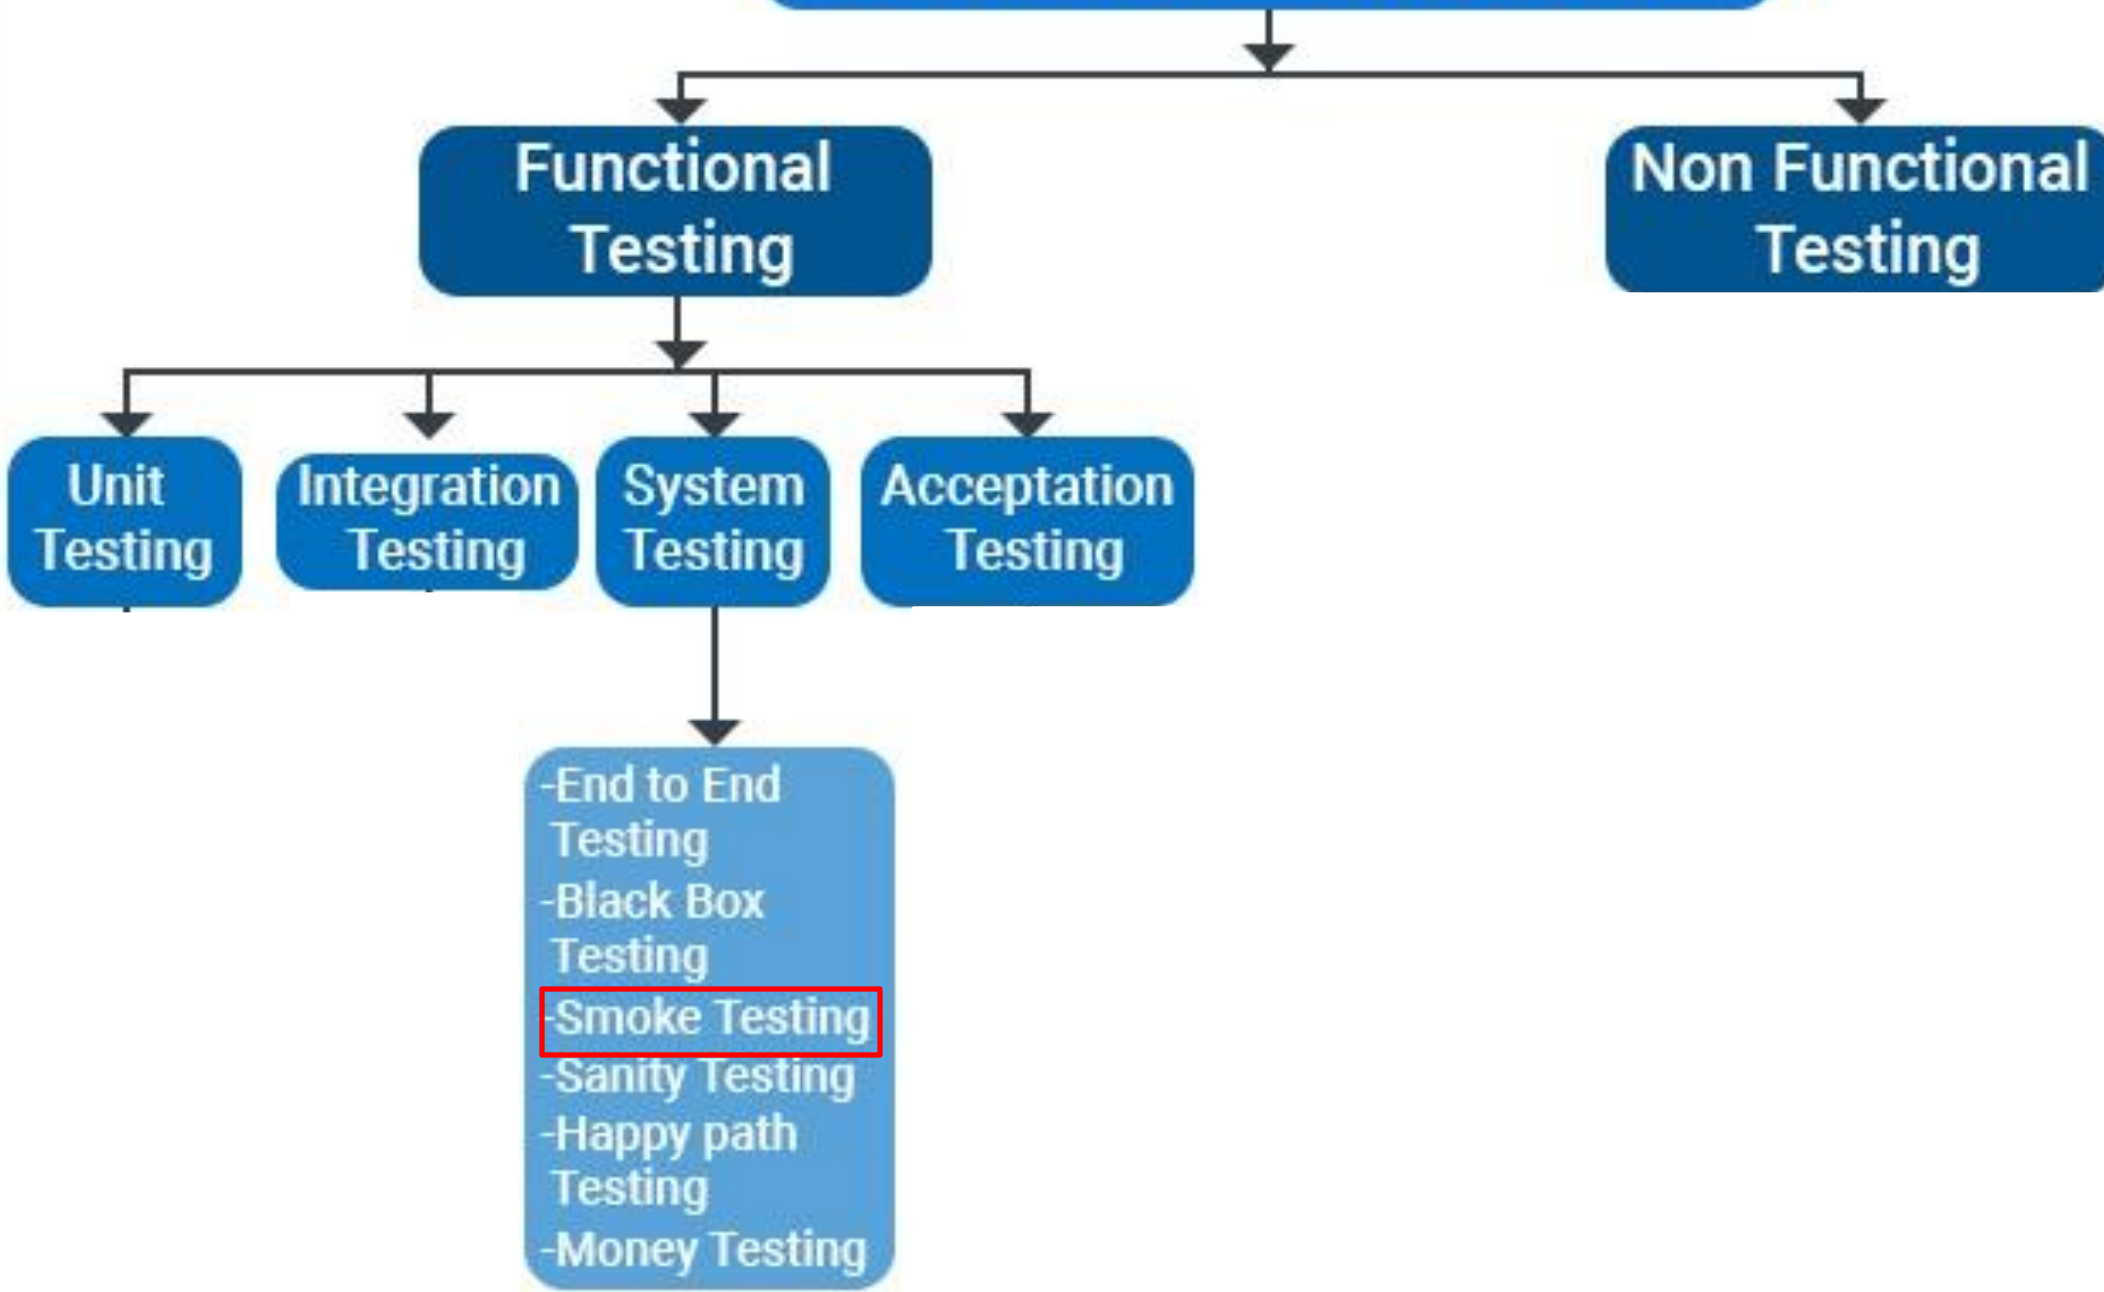 Functional
Testing
Non Functional
Testing
Unit
Testing
Integration
Testing
System
Testing
Acceptation
Testing
-End to End
Testing
-Black Box
Testing
-Smoke Testing
-Sanity Testing
-Happy path
Testing
-Money Testing